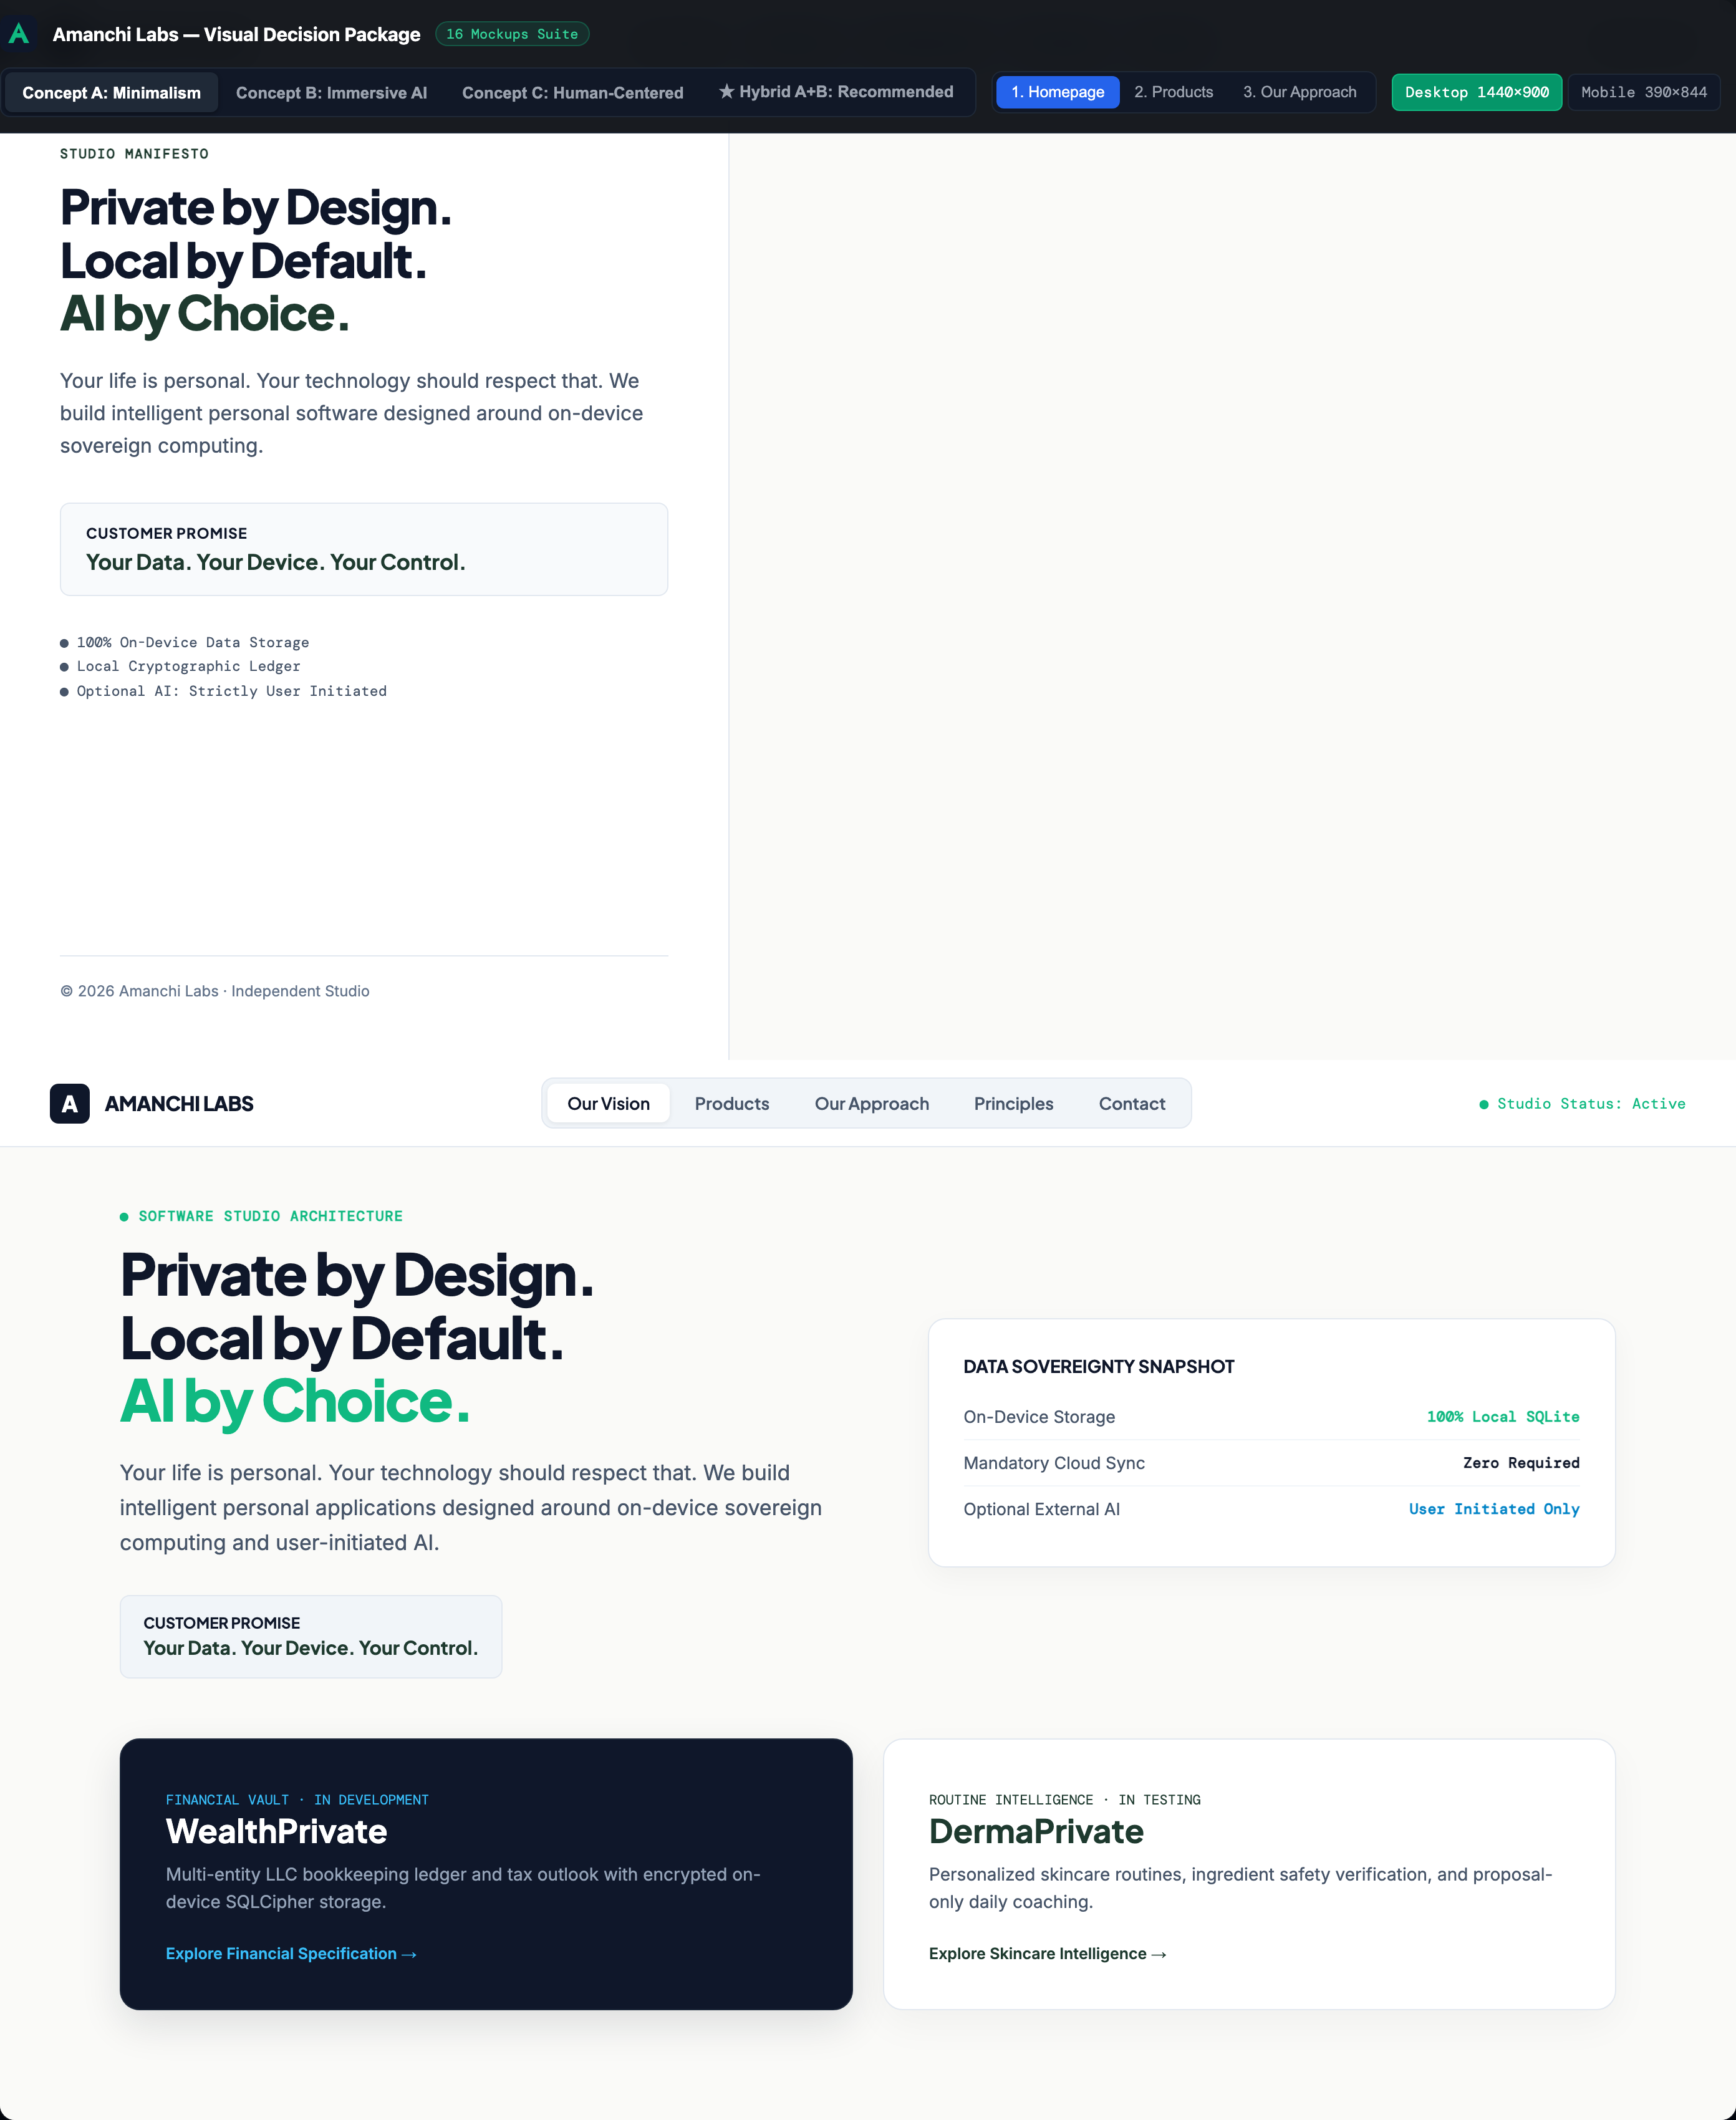 Amanchi Labs — Visual Decision Package
16 Mockups Suite
Concept A: Minimalism
Concept B: Immersive AI
Concept C: Human-Centered
★ Hybrid A+B: Recommended
1. Homepage
2. Products
3. Our Approach
Desktop 1440×900
Mobile 390×844
STUDIO MANIFESTO
Private by Design.
Local by Default.
AI by Choice.
Your life is personal. Your technology should respect that. We
build intelligent personal software designed around on-device
sovereign computing.
CUSTOMER PROMISE
Your Data. Your Device. Your Control.
● 100% On-Device Data Storage
● Local Cryptographic Ledger
● Optional AI: Strictly User Initiated
© 2026 Amanchi Labs · Independent Studio
A
AMANCHI LABS
Our Vision
Products
Our Approach
Principles
Contact
● Studio Status: Active
● SOFTWARE STUDIO ARCHITECTURE
Private by Design.
Local by Default.
AI by Choice.
Your life is personal. Your technology should respect that. We build
intelligent personal applications designed around on-device sovereign
computing and user-initiated AI.
CUSTOMER PROMISE
Your Data. Your Device. Your Control.
DATA SOVEREIGNTY SNAPSHOT
On-Device Storage
100% Local SQLite
Mandatory Cloud Sync
Zero Required
Optional External AI
User Initiated Only
FINANCIAL VAULT · IN DEVELOPMENT
WealthPrivate
Multi-entity LLC bookkeeping ledger and tax outlook with encrypted on-
device SQLCipher storage.
Explore Financial Specification →
ROUTINE INTELLIGENCE · IN TESTING
DermaPrivate
Personalized skincare routines, ingredient safety verification, and proposal-
only daily coaching.
Explore Skincare Intelligence →